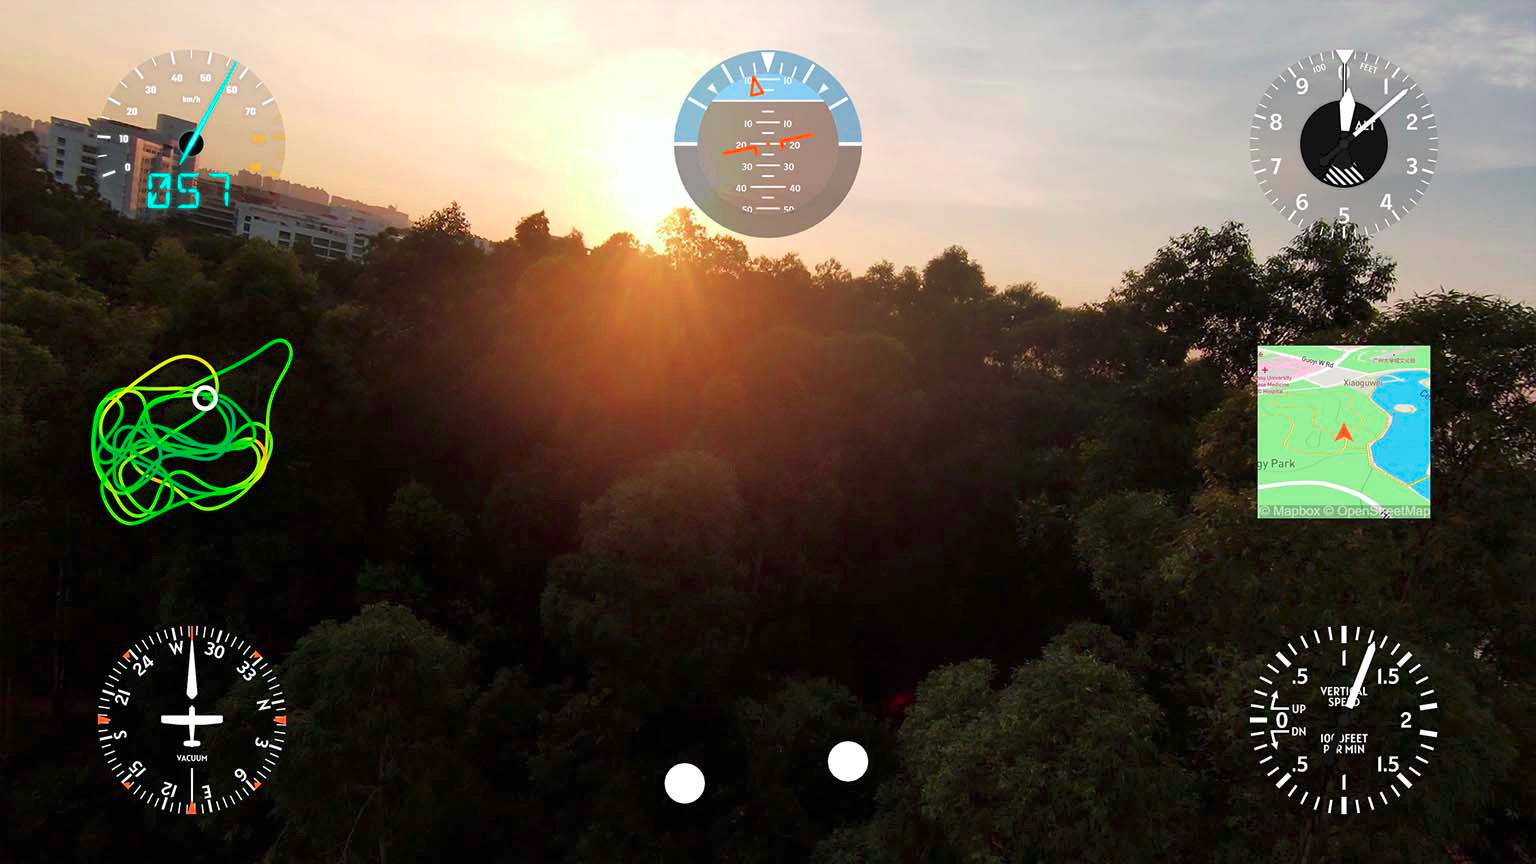 40 50
30 60
km/h
20 70
10
0
057
10 10
10 10
20 20
30 30
40 40
50 50
0
100 FEET
9 1
ALT
8 2
7 3
6 4
5
Guoyi W Rd
Xiaoguwei
gy Park
© Mapbox © OpenStreetMap
W 30
24 33
21 N
S 3
VACUUM
15 6
12 E
.5 1.5
VERTICAL
SPEED
UP
0 2
DN
100 FEET
PER MIN
.5 1.5